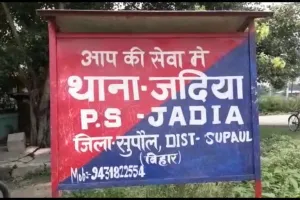 आप की सेवा मे
थाना-जदिया
P.S - JADIA
जिला-सुपौल, DIST- SUPAUL
(बिहार)
Mob:- 9431822554